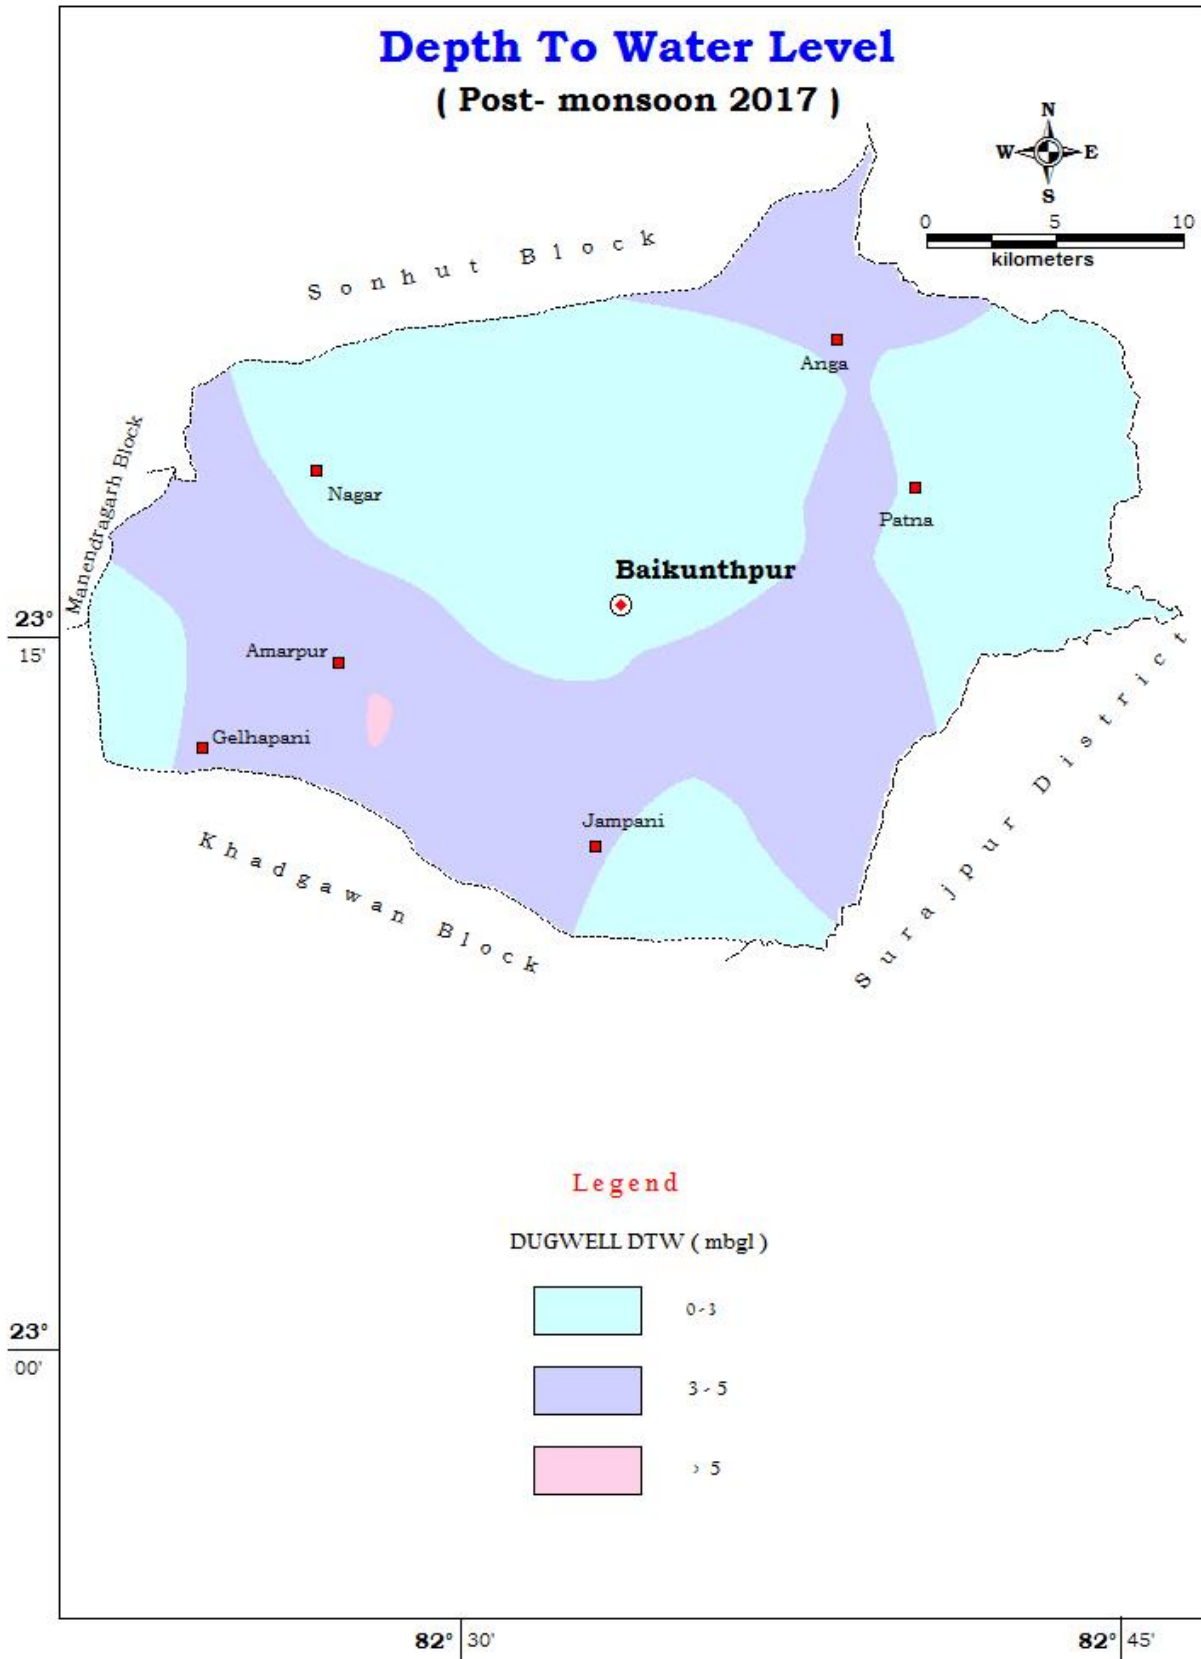 Depth To Water Level
( Post- monsoon 2017 )
N
W E
S
0 5 10
kilometers
Sonhut Block
Anga
Manendragarh Block
Nagar
Patna
Baikunthpur
23°
15'
Amarpur
Gelhapani
Jampani
Khadgawan Block
Surajpur District
Legend
DUGWELL DTW ( mbgl )
0-3
23°
00'
3 - 5
> 5
82° 30'
82° 45'